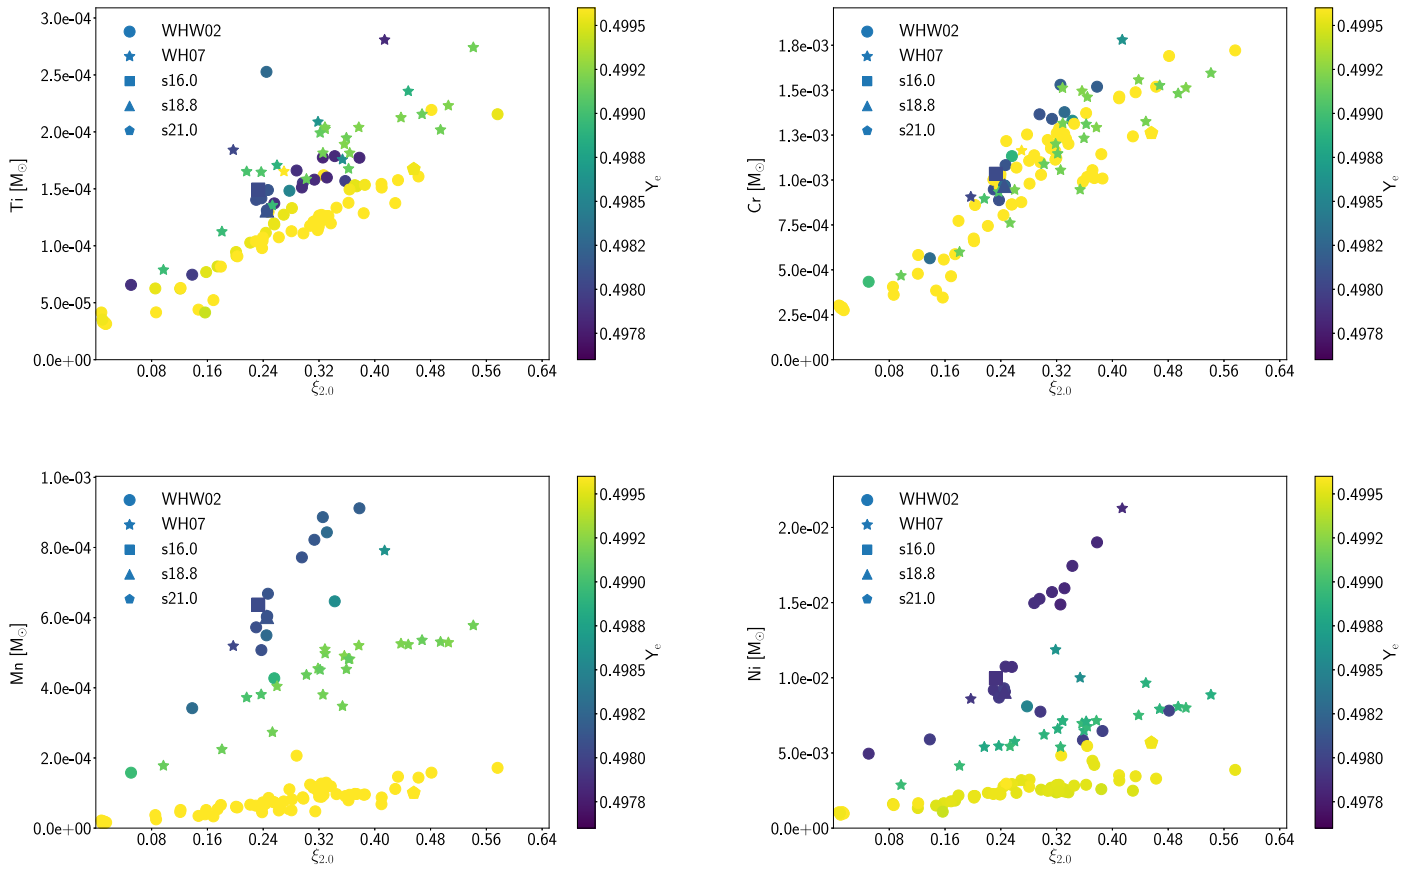 3.0e-04
2.5e-04
2.0e-04
1.5e-04
1.0e-04
5.0e-05
0.0e+00
Ti [M⊙]
WHW02
WH07
s16.0
s18.8
s21.0
0.08 0.16 0.24 0.32 0.40 0.48 0.56 0.64
ξ2.0
0.4995
0.4992
0.4990
0.4988
0.4985
0.4982
0.4980
0.4978
Ye
1.8e-03
1.5e-03
1.3e-03
1.0e-03
7.5e-04
5.0e-04
2.5e-04
0.0e+00
Cr [M⊙]
WHW02
WH07
s16.0
s18.8
s21.0
0.08 0.16 0.24 0.32 0.40 0.48 0.56 0.64
ξ2.0
0.4995
0.4992
0.4990
0.4988
0.4985
0.4982
0.4980
0.4978
Ye
1.0e-03
8.0e-04
6.0e-04
4.0e-04
2.0e-04
0.0e+00
Mn [M⊙]
WHW02
WH07
s16.0
s18.8
s21.0
0.08 0.16 0.24 0.32 0.40 0.48 0.56 0.64
ξ2.0
0.4995
0.4992
0.4990
0.4988
0.4985
0.4982
0.4980
0.4978
Ye
2.0e-02
1.5e-02
1.0e-02
5.0e-03
0.0e+00
Ni [M⊙]
WHW02
WH07
s16.0
s18.8
s21.0
0.08 0.16 0.24 0.32 0.40 0.48 0.56 0.64
ξ2.0
0.4995
0.4992
0.4990
0.4988
0.4985
0.4982
0.4980
0.4978
Ye